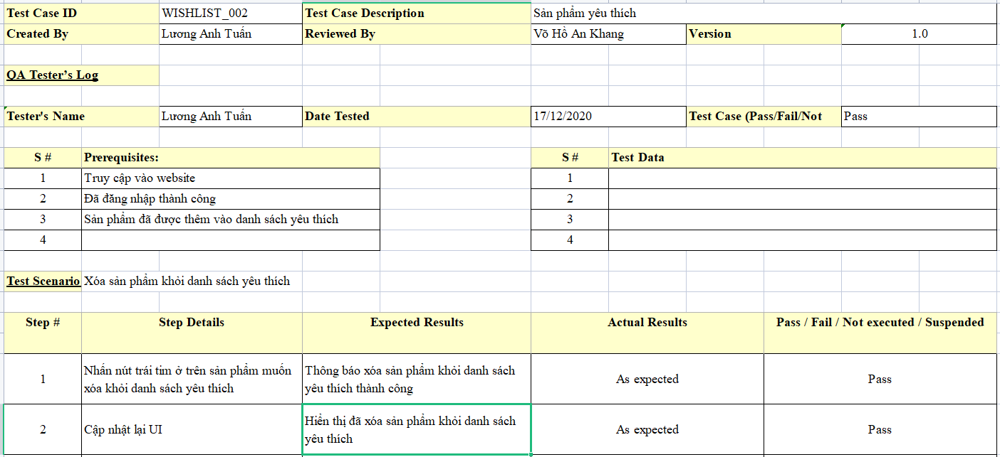 Test Case ID WISHLIST_002 Test Case Description Sản phẩm yêu thích
Created By Lương Anh Tuấn Reviewed By Võ Hồ An Khang Version 1.0
QA Tester's Log
Tester's Name Lương Anh Tuấn Date Tested 17/12/2020 Test Case (Pass/Fail/Not Pass
S # Prerequisites: S # Test Data
1 Truy cập vào website 1
2 Đã đăng nhập thành công 2
3 Sản phẩm đã được thêm vào danh sách yêu thích 3
4 4
Test Scenario Xóa sản phẩm khỏi danh sách yêu thích
Step # Step Details Expected Results Actual Results Pass / Fail / Not executed / Suspended
1
Nhấn nút trái tim ở trên sản phẩm muốn
xóa khỏi danh sách yêu thích
Thông báo xóa sản phẩm khỏi danh sách
yêu thích thành công
As expected
Pass
2
Cập nhật lại UI
Hiển thị đã xóa sản phẩm khỏi danh sách
yêu thích
As expected
Pass